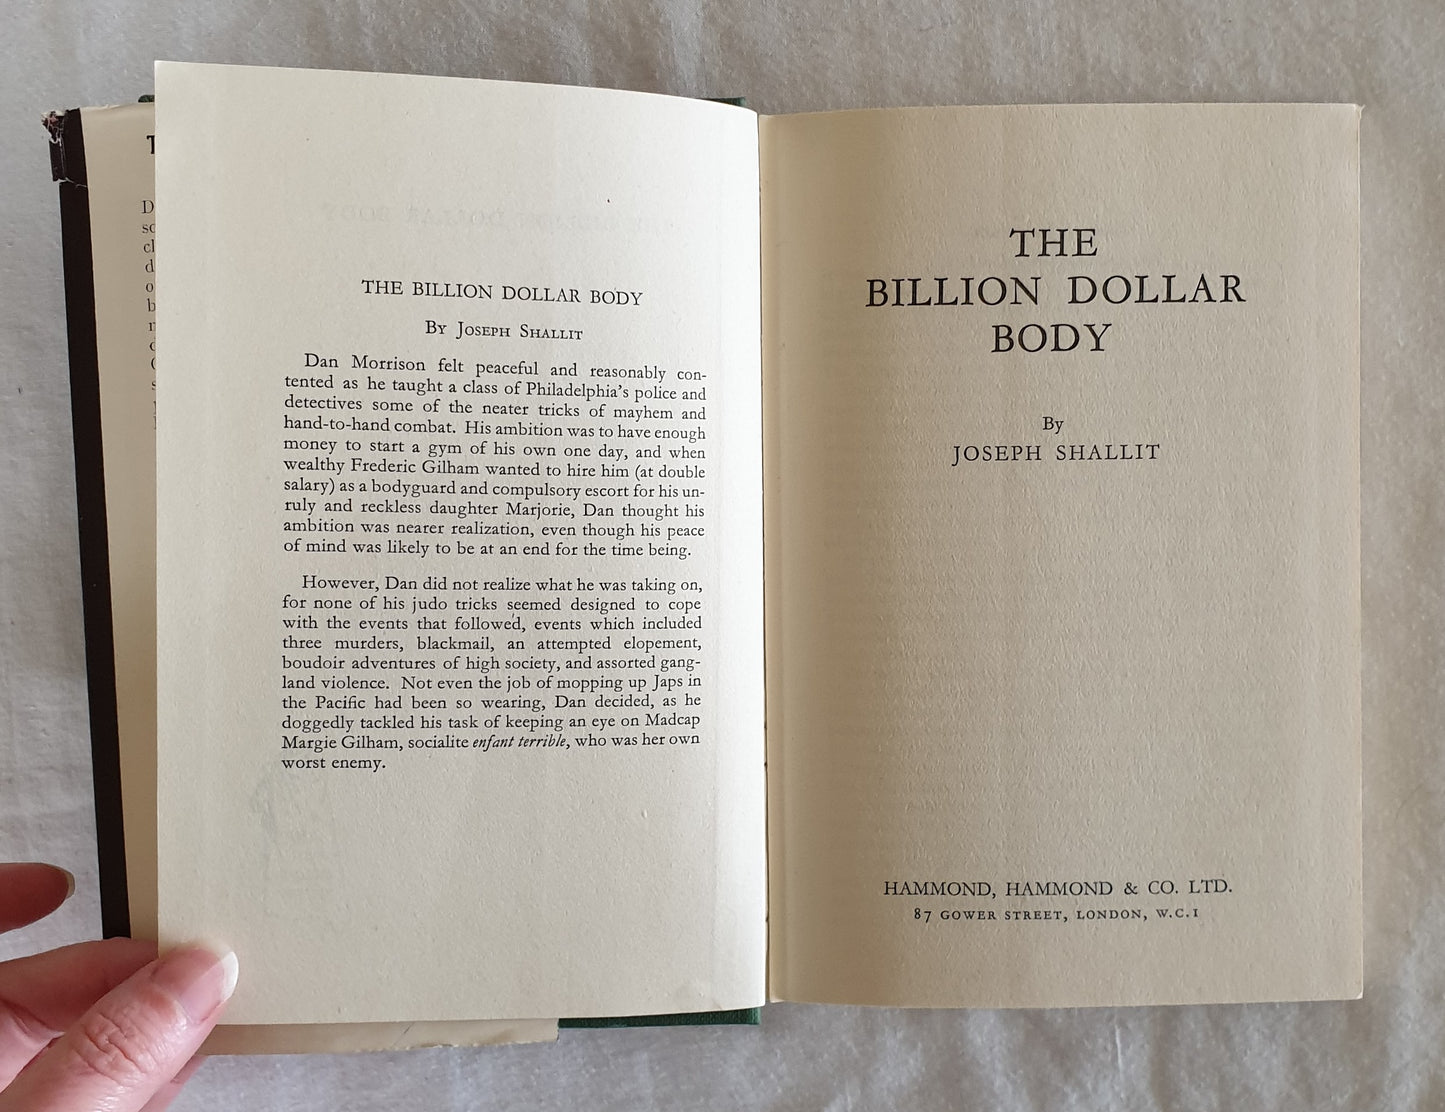 THE BILLION DOLLAR BODY
By Joseph Shallit
Dan Morrison felt peaceful and reasonably con-
tented as he taught a class of Philadelphia's police and
detectives some of the neater tricks of mayhem and
hand-to-hand combat. His ambition was to have enough
money to start a gym of his own one day, and when
wealthy Frederic Gilham wanted to hire him (at double
salary) as a bodyguard and compulsory escort for his un-
ruly and reckless daughter Marjorie, Dan thought his
ambition was nearer realization, even though his peace
of mind was likely to be at an end for the time being.
However, Dan did not realize what he was taking on,
for none of his judo tricks seemed designed to cope
with the events that followed, events which included
three murders, blackmail, an attempted elopement,
boudoir adventures of high society, and assorted gang-
land violence. Not even the job of mopping up Japs in
the Pacific had been so wearing, Dan decided, as he
doggedly tackled his task of keeping an eye on Madcap
Margie Gilham, socialite enfant terrible, who was her own
worst enemy.
THE
BILLION DOLLAR
BODY
By
JOSEPH SHALLIT
HAMMOND, HAMMOND & CO. LTD.
87 GOWER STREET, LONDON, W.C.1